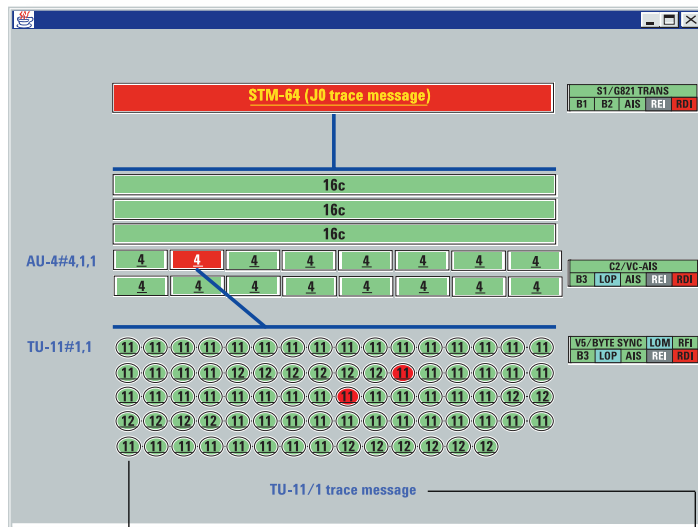 STM-64 (J0 trace message)
S1/G821 TRANS
B1 B2 AIS REI RDI
16c
16c
16c
AU-4#4,1,1
4 4 4 4 4 4 4 4
4 4 4 4 4 4 4 4
C2/VC-AIS
B3 LOP AIS REI RDI
TU-11#1,1
11 11 11 11 11 11 11 11 11 11 11 11 11 11 11 11
11 11 11 11 12 12 12 12 12 12 11 11 11 11 11 11
11 11 11 11 11 11 11 11 11 11 11 11 11 11 12 12
12 12 12 12 11 11 11 11 11 11 11 11 11 11 11 11
11 11 11 11 11 11 11 11 12 12 12 12 12 12
V5/BYTE SYNC LOM RFI
B3 LOP AIS REI RDI
TU-11/1 trace message